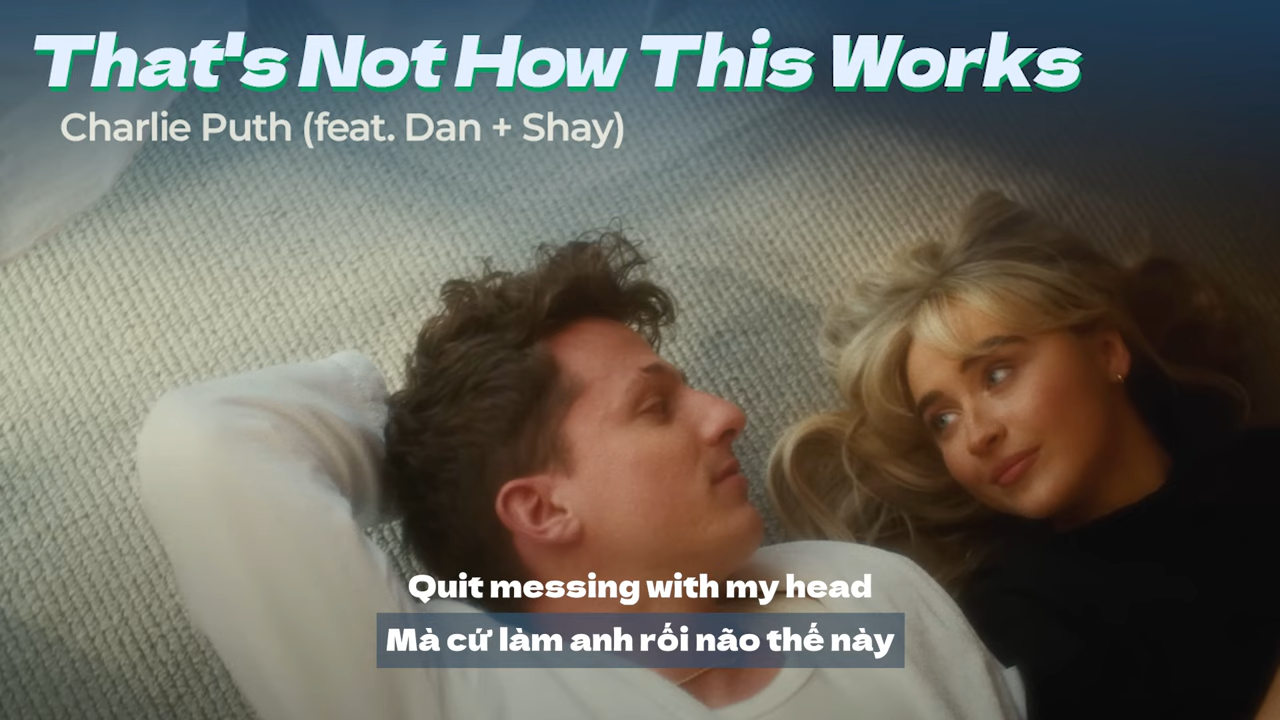 That's Not How This Works
Charlie Puth (feat. Dan + Shay)
Quit messing with my head
Mà cứ làm anh rối não thế này